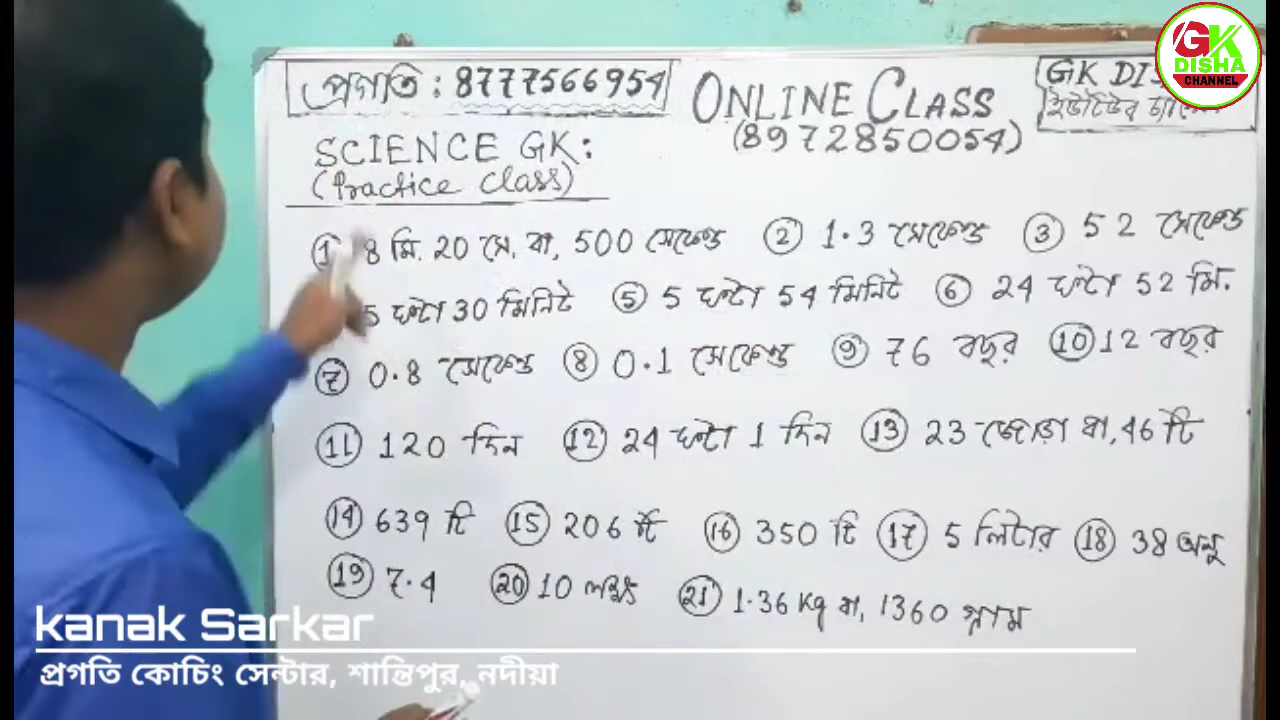 প্রগতি : 8777566954
ONLINE CLASS
(8972850054)
GK DI
ইউটিউব
GK
DISHA
CHANNEL
SCIENCE GK:
(Practice Class)
① 8 মি. 20 সে. বা, 500 সেকেন্ড ② 1.3 সেকেন্ড ③ 52 সেকেন্ড
5 ঘন্টা 30 মিনিট ⑤ 5 ঘন্টা 54 মিনিট ⑥ 24 ঘন্টা 52 মি.
⑦ 0.8 সেকেন্ড ⑧ 0.1 সেকেন্ড ⑨ 76 বছর ⑩ 12 বছর
⑪ 120 দিন ⑫ 24 ঘন্টা 1 দিন ⑬ 23 জোড়া বা, 46 টি
⑭ 639 টি ⑮ 206 টি ⑯ 350 টি ⑰ 5 লিটার ⑱ 38 অনু
⑲ 7.4 ⑳ 10 লক্ষ ㉑ 1.36 Kg বা, 1360 গ্রাম
kanak Sarkar
প্রগতি কোচিং সেন্টার, শান্তিপুর, নদীয়া